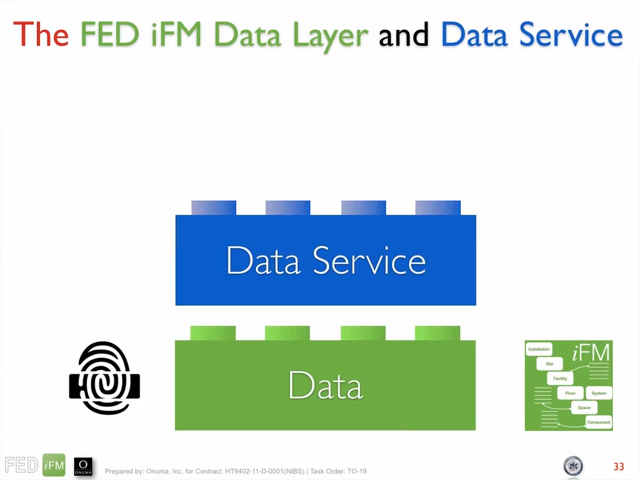 The FED iFM Data Layer and Data Service
Data Service
Data
iFM
Installation
Site
Facility
Floor
System
Space
Component
FED
iFM
ONUMA
Prepared by: Onuma, Inc. for Contract: HT9402-11-D-0001(NIBS) | Task Order: TO-19
33